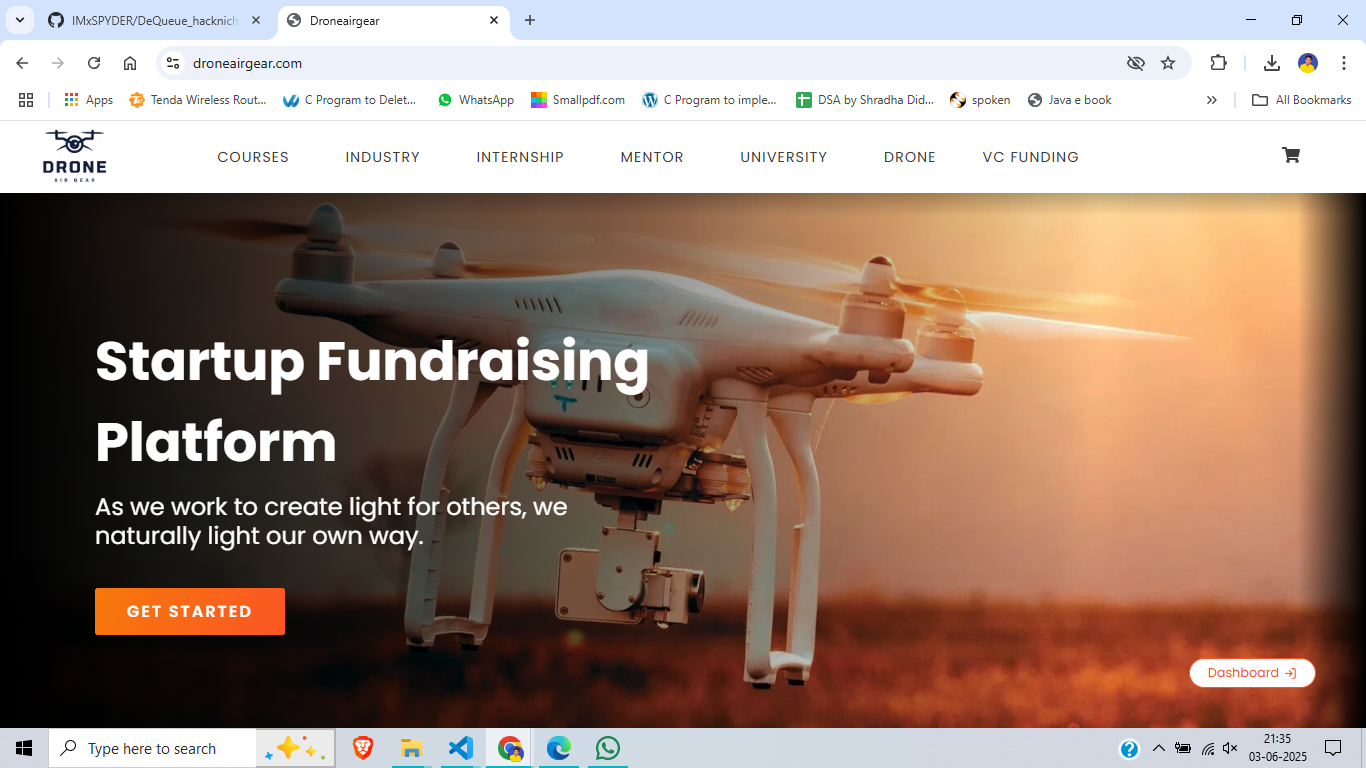 IMxSPYDER/DeQueue_hacknich
Droneairgear
droneairgear.com
Apps
Tenda Wireless Rout...
C Program to Delet...
WhatsApp
Smallpdf.com
C Program to imple...
DSA by Shradha Did...
spoken
Java e book
All Bookmarks
DRONE
AIR GEAR
COURSES
INDUSTRY
INTERNSHIP
MENTOR
UNIVERSITY
DRONE
VC FUNDING
Startup Fundraising
Platform
As we work to create light for others, we
naturally light our own way.
GET STARTED
Dashboard
Type here to search
21:35
03-06-2025